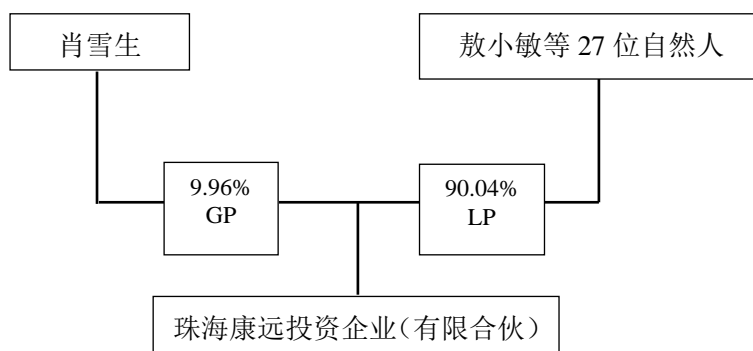 肖雪生
敖小敏等 27 位自然人
9.96%
GP
90.04%
LP
珠海康远投资企业（有限合伙）